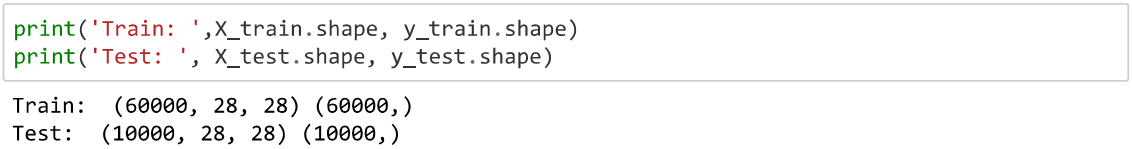 print('Train: ',X_train.shape, y_train.shape)
print('Test: ', X_test.shape, y_test.shape)
Train:  (60000, 28, 28) (60000,)
Test:  (10000, 28, 28) (10000,)